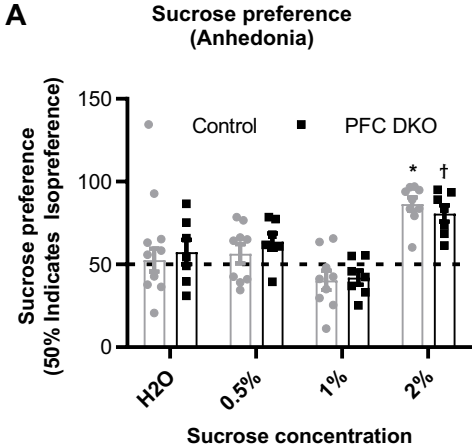 A
Sucrose preference
(Anhedonia)
Sucrose preference
(50% Indicates Isopreference)
150
100
50
0
Control
PFC DKO
*
†
H2O
0.5%
1%
2%
Sucrose concentration